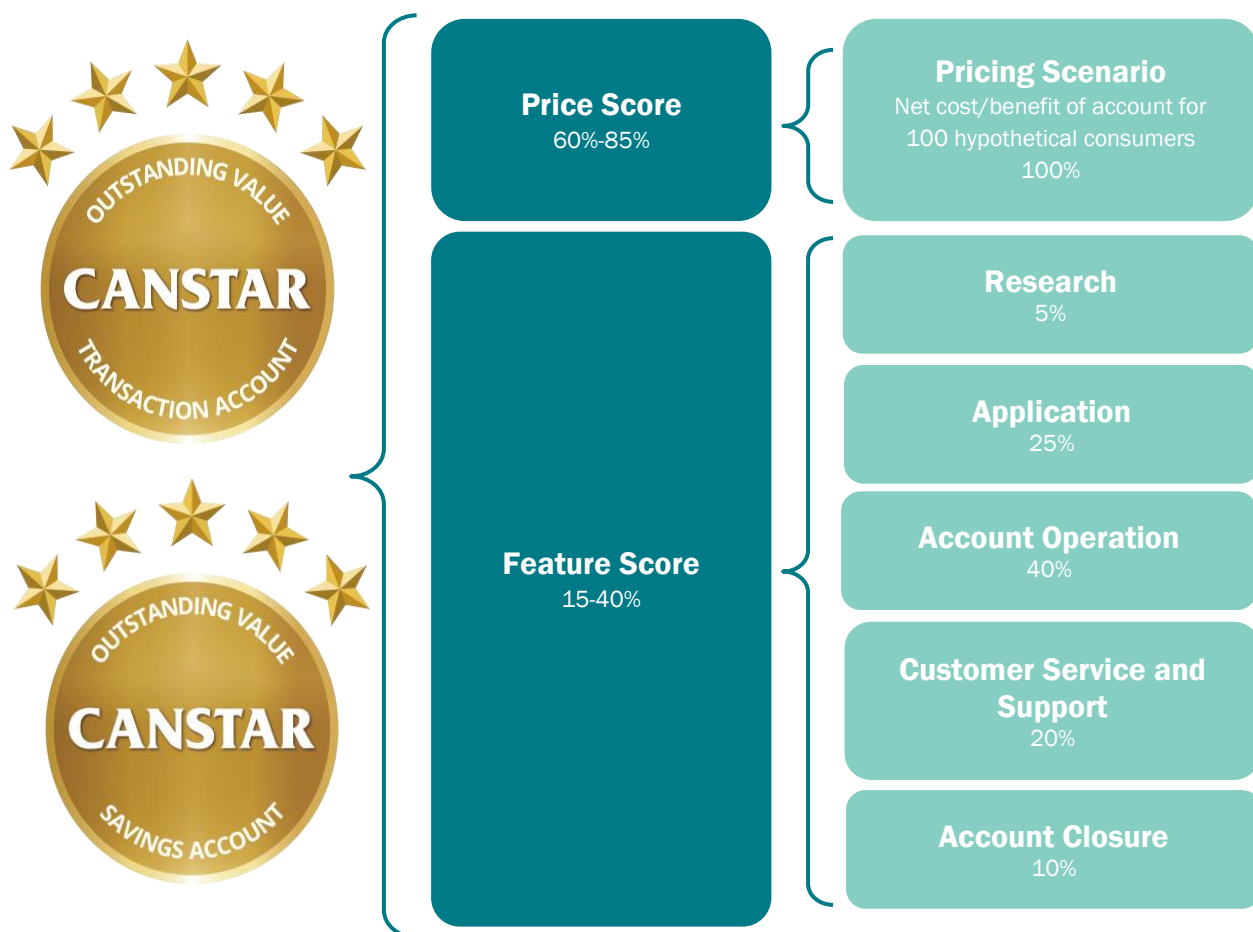 OUTSTANDING VALUE
CANSTAR
TRANSACTION ACCOUNT
OUTSTANDING VALUE
CANSTAR
SAVINGS ACCOUNT
Price Score
60%-85%
Feature Score
15-40%
Pricing Scenario
Net cost/benefit of account for
100 hypothetical consumers
100%
Research
5%
Application
25%
Account Operation
40%
Customer Service and
Support
20%
Account Closure
10%